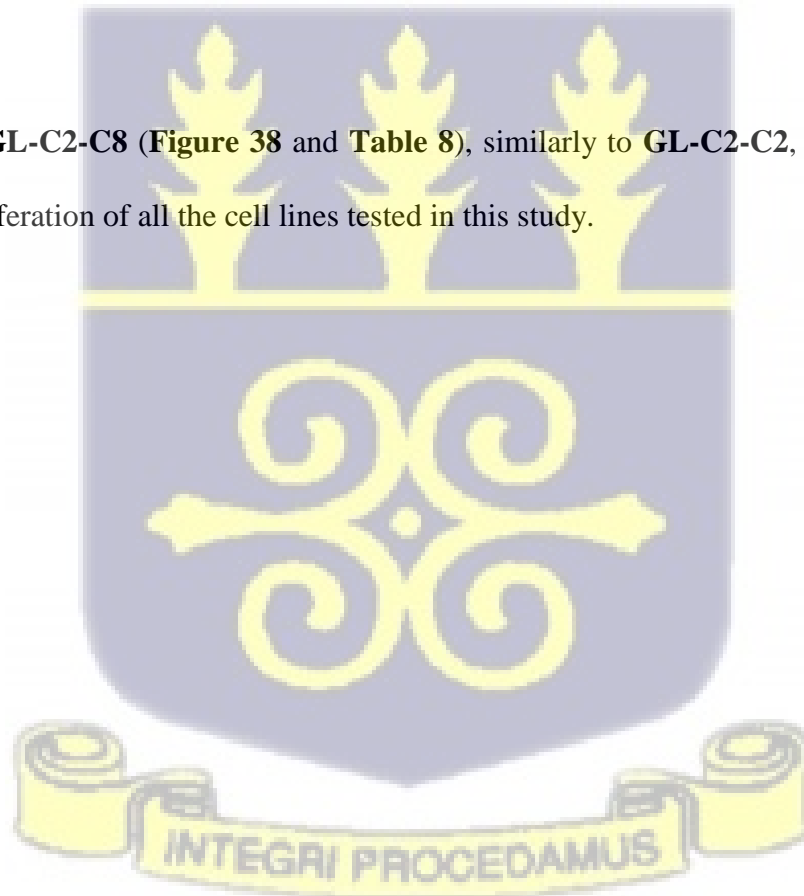 GL-C2-C8 (Figure 38 and Table 8), similarly to GL-C2-C2,
feration of all the cell lines tested in this study.
INTEGRI PROCEDAMUS